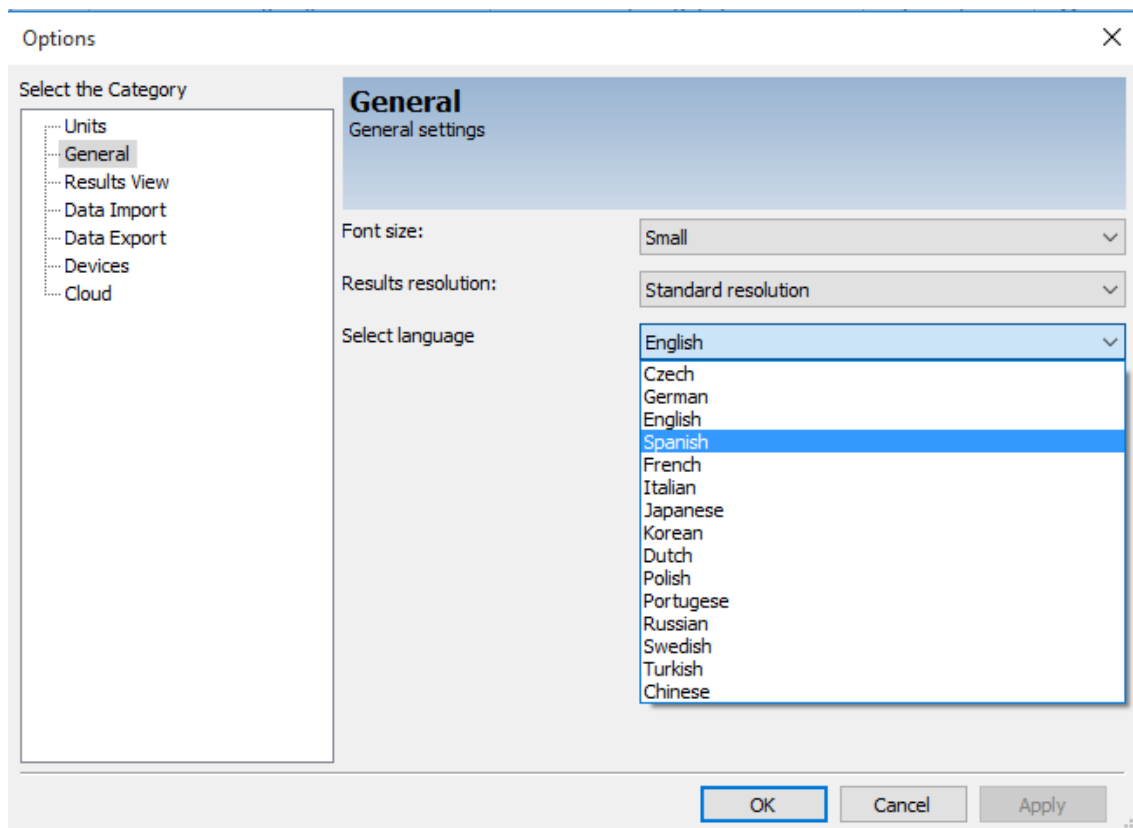 Options
Select the Category
Units
General
Results View
Data Import
Data Export
Devices
Cloud
General
General settings
Font size:
Small
Results resolution:
Standard resolution
Select language
English
Czech
German
English
Spanish
French
Italian
Japanese
Korean
Dutch
Polish
Portugese
Russian
Swedish
Turkish
Chinese
OK
Cancel
Apply